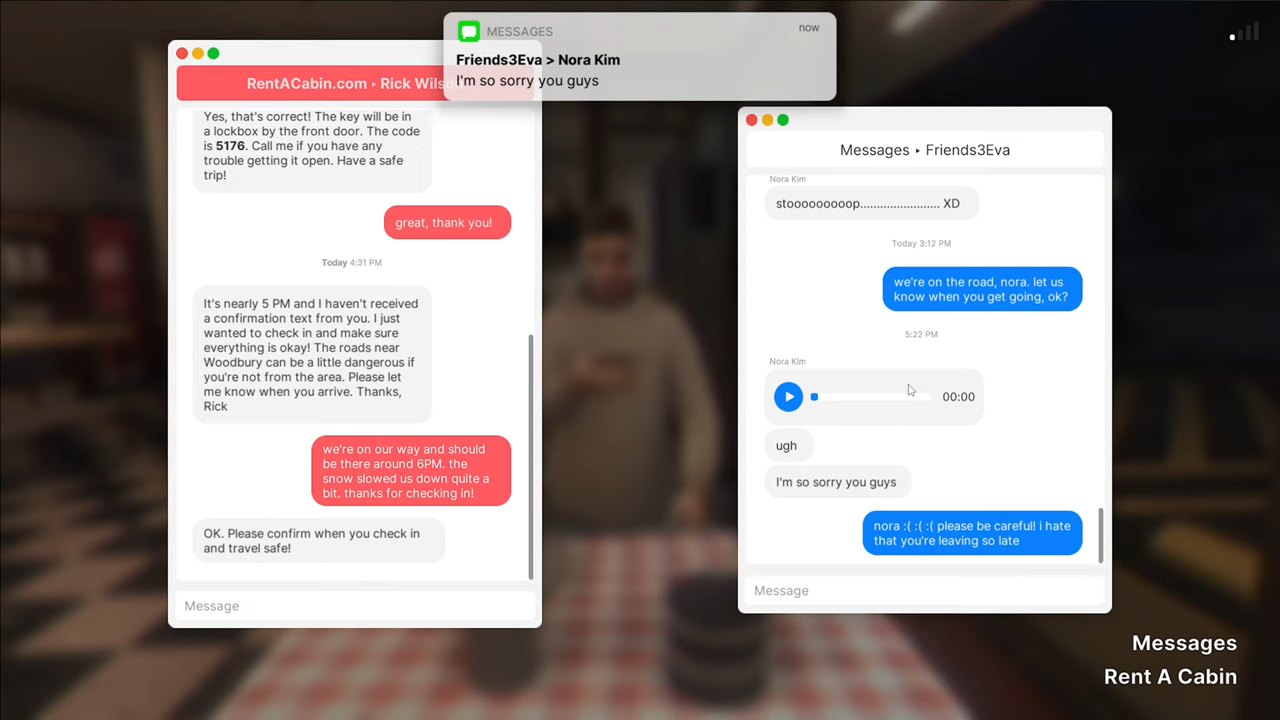 MESSAGES
now
Friends3Eva > Nora Kim
I'm so sorry you guys
RentACabin.com ▸ Rick Wilso
Yes, that's correct! The key will be in
a lockbox by the front door. The code
is 5176. Call me if you have any
trouble getting it open. Have a safe
trip!
great, thank you!
Today 4:31 PM
It's nearly 5 PM and I haven't received
a confirmation text from you. I just
wanted to check in and make sure
everything is okay! The roads near
Woodbury can be a little dangerous if
you're not from the area. Please let
me know when you arrive. Thanks,
Rick
we're on our way and should
be there around 6PM. the
snow slowed us down quite a
bit. thanks for checking in!
OK. Please confirm when you check in
and travel safe!
Message
Messages ▸ Friends3Eva
Nora Kim
stooooooooop........................ XD
Today 3:12 PM
we're on the road, nora. let us
know when you get going, ok?
5:22 PM
Nora Kim
00:00
ugh
I'm so sorry you guys
nora :( :( :( please be careful! i hate
that you're leaving so late
Message
Messages
Rent A Cabin